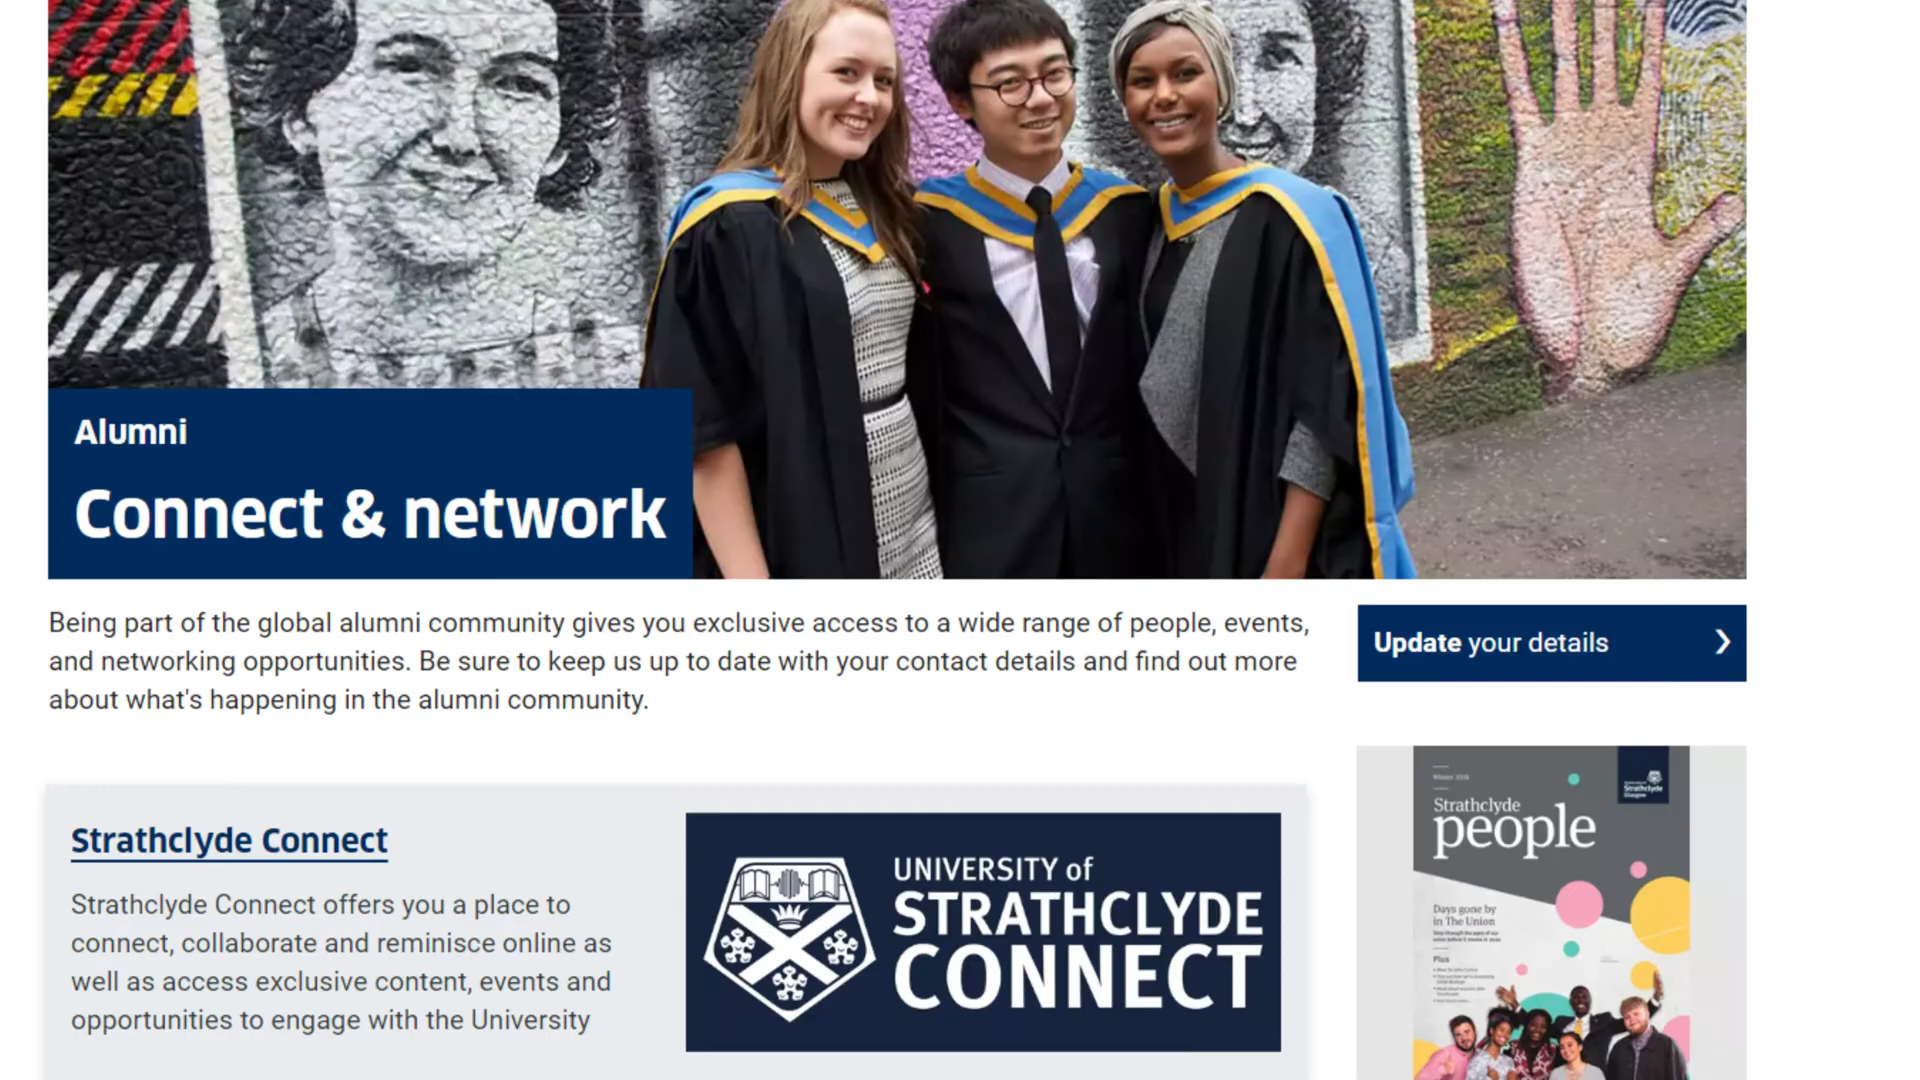 Alumni
Connect & network
Being part of the global alumni community gives you exclusive access to a wide range of people, events,
and networking opportunities. Be sure to keep us up to date with your contact details and find out more
about what's happening in the alumni community.
Update your details
Strathclyde Connect
Strathclyde Connect offers you a place to
connect, collaborate and reminisce online as
well as access exclusive content, events and
opportunities to engage with the University
UNIVERSITY of
STRATHCLYDE
CONNECT
Strathclyde
people
Days gone by
in The Union
Plus